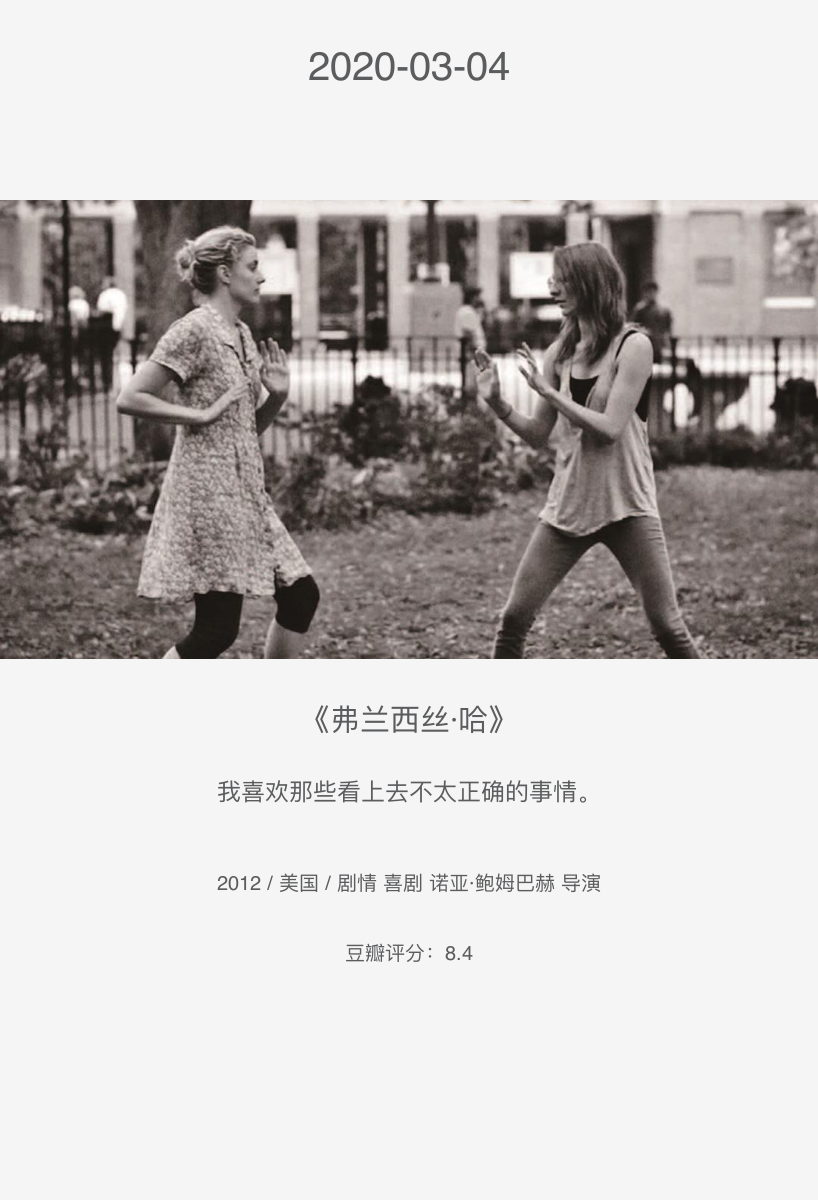 2020-03-04
《弗兰西丝·哈》
我喜欢那些看上去不太正确的事情。
2012 / 美国 / 剧情 喜剧 诺亚·鲍姆巴赫 导演
豆瓣评分：8.4